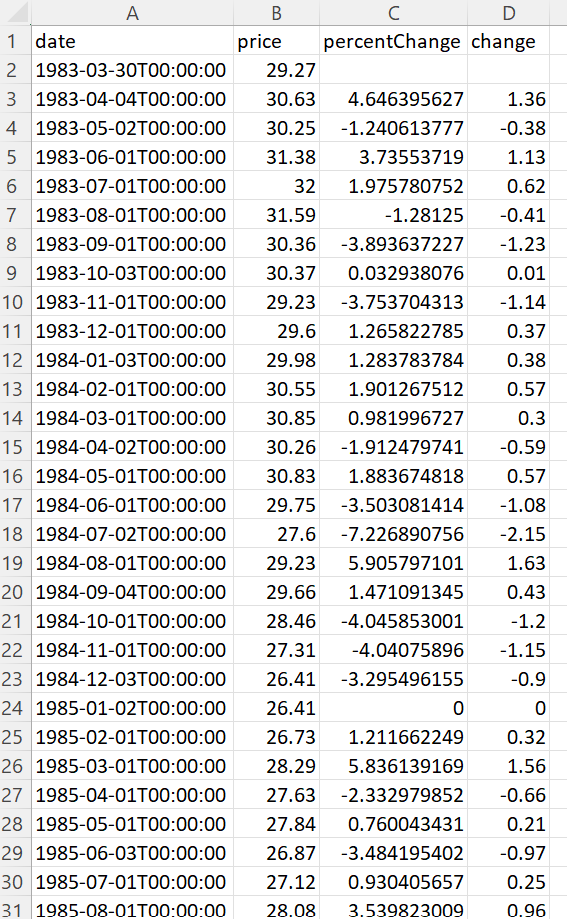 A B C D
1 date price percentChange change
2 1983-03-30T00:00:00 29.27
3 1983-04-04T00:00:00 30.63 4.646395627 1.36
4 1983-05-02T00:00:00 30.25 -1.240613777 -0.38
5 1983-06-01T00:00:00 31.38 3.73553719 1.13
6 1983-07-01T00:00:00 32 1.975780752 0.62
7 1983-08-01T00:00:00 31.59 -1.28125 -0.41
8 1983-09-01T00:00:00 30.36 -3.893637227 -1.23
9 1983-10-03T00:00:00 30.37 0.032938076 0.01
10 1983-11-01T00:00:00 29.23 -3.753704313 -1.14
11 1983-12-01T00:00:00 29.6 1.265822785 0.37
12 1984-01-03T00:00:00 29.98 1.283783784 0.38
13 1984-02-01T00:00:00 30.55 1.901267512 0.57
14 1984-03-01T00:00:00 30.85 0.981996727 0.3
15 1984-04-02T00:00:00 30.26 -1.912479741 -0.59
16 1984-05-01T00:00:00 30.83 1.883674818 0.57
17 1984-06-01T00:00:00 29.75 -3.503081414 -1.08
18 1984-07-02T00:00:00 27.6 -7.226890756 -2.15
19 1984-08-01T00:00:00 29.23 5.905797101 1.63
20 1984-09-04T00:00:00 29.66 1.471091345 0.43
21 1984-10-01T00:00:00 28.46 -4.045853001 -1.2
22 1984-11-01T00:00:00 27.31 -4.04075896 -1.15
23 1984-12-03T00:00:00 26.41 -3.295496155 -0.9
24 1985-01-02T00:00:00 26.41 0 0
25 1985-02-01T00:00:00 26.73 1.211662249 0.32
26 1985-03-01T00:00:00 28.29 5.836139169 1.56
27 1985-04-01T00:00:00 27.63 -2.332979852 -0.66
28 1985-05-01T00:00:00 27.84 0.760043431 0.21
29 1985-06-03T00:00:00 26.87 -3.484195402 -0.97
30 1985-07-01T00:00:00 27.12 0.930405657 0.25
31 1985-08-01T00:00:00 28.08 3.539823009 0.96